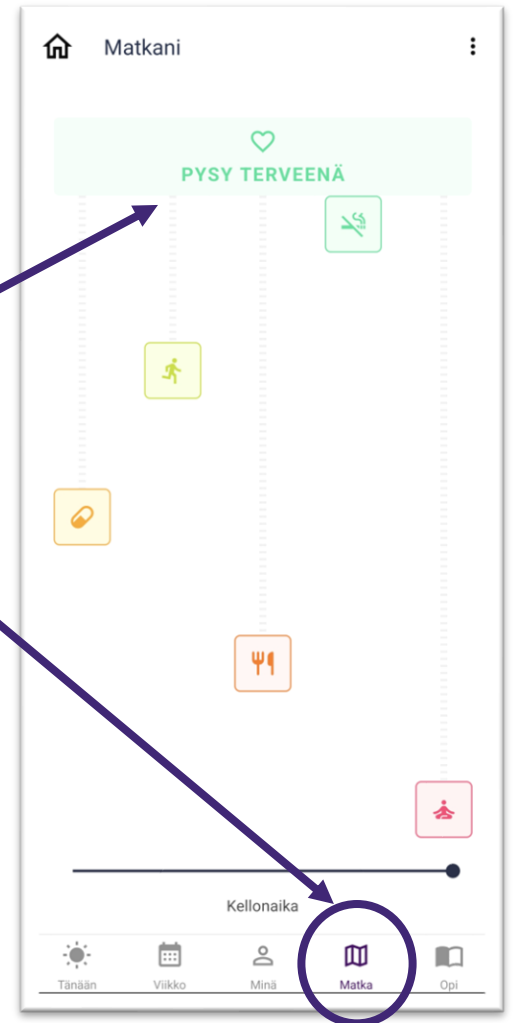 Matkani
PYSY TERVEENÄ
Kellonaika
Tänään
Viikko
Minä
Matka
Opi